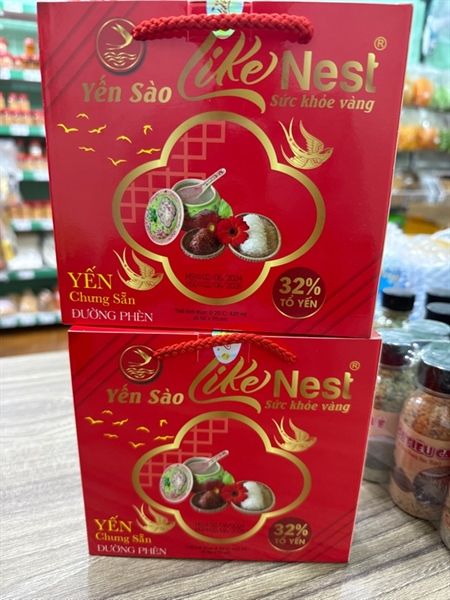 Like Nest®
Yến Sào
Sức khỏe vàng
32%
TỔ YẾN
YẾN
Chưng Sẵn
ĐƯỜNG PHÈN
Like Nest®
Yến Sào
Sức khỏe vàng
32%
TỔ YẾN
YẾN
Chưng Sẵn
ĐƯỜNG PHÈN